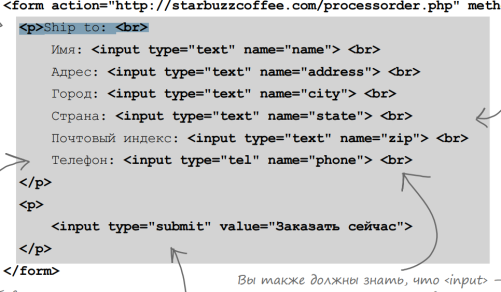 <form action="http://starbuzzcoffee.com/processorder.php" meth
<p>Ship to: <br>
Имя: <input type="text" name="name"> <br>
Адрес: <input type="text" name="address"> <br>
Город: <input type="text" name="city"> <br>
Страна: <input type="text" name="state"> <br>
Почтовый индекс: <input type="text" name="zip"> <br>
Телефон: <input type="tel" name="phone"> <br>
</p>
<p>
<input type="submit" value="Заказать сейчас">
</p>
</form>
Вы также должны знать, что <input> —